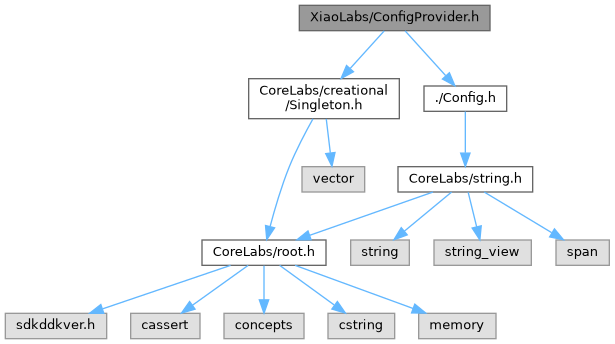 XiaoLabs/ConfigProvider.h
CoreLabs/creational
/Singleton.h
./Config.h
vector
CoreLabs/string.h
CoreLabs/root.h
string
string_view
span
sdkddkver.h
cassert
concepts
cstring
memory